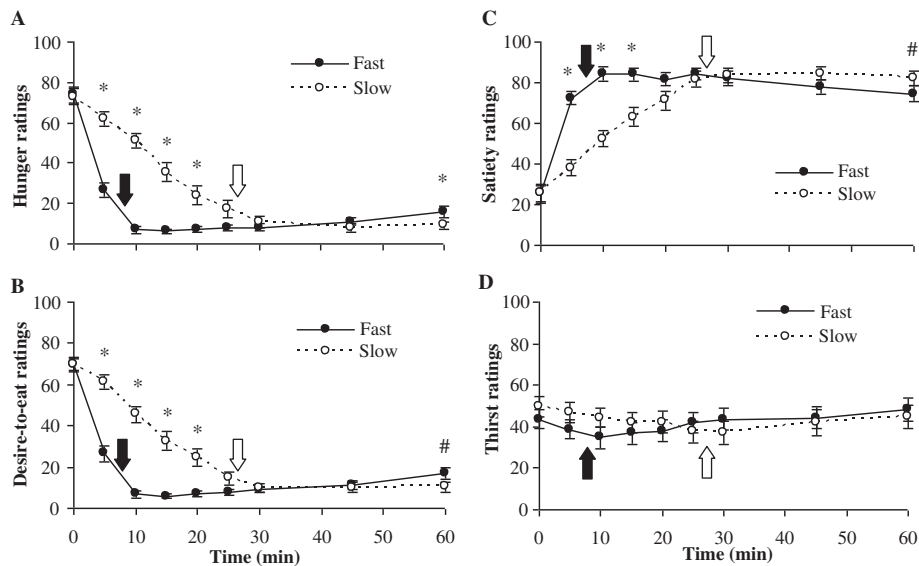 A
100
80
60
40
20
0
Hunger ratings
0 10 20 30 40 50 60
Fast
Slow
* * * * *
B
100
80
60
40
20
0
Desire-to-eat ratings
Fast
Slow
* * * * #
0 10 20 30 40 50 60
Time (min)
C
100
80
60
40
20
0
Satiety ratings
* * * #
Fast
Slow
0 10 20 30 40 50 60
D
100
80
60
40
20
0
Thirst ratings
Fast
Slow
0 10 20 30 40 50 60
Time (min)